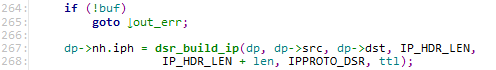 264:     if (!buf)
265:         goto out_err;
266:
267:     dp->nh.iph = dsr_build_ip(dp, dp->src, dp->dst, IP_HDR_LEN,
268:                   IP_HDR_LEN + len, IPPROTO_DSR, ttl);